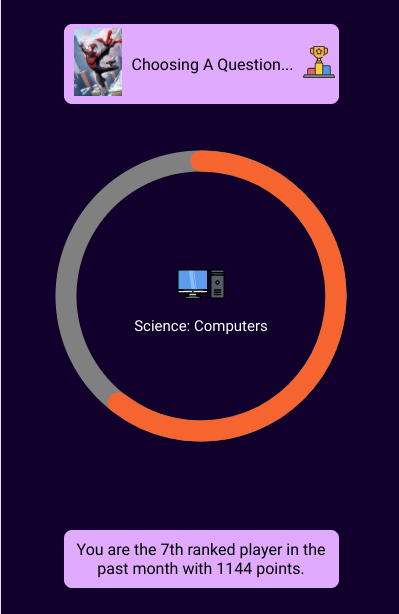 Choosing A Question...
Science: Computers
You are the 7th ranked player in the
past month with 1144 points.